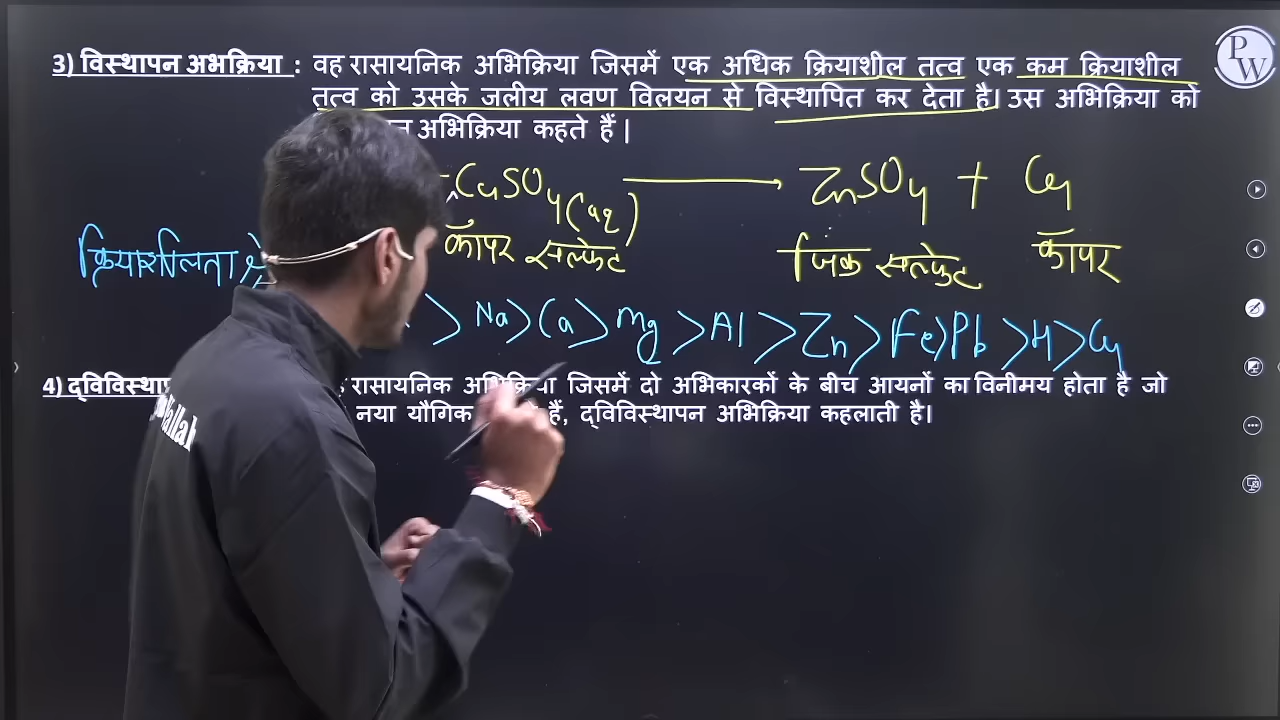 3) विस्थापन अभिक्रिया : वह रासायनिक अभिक्रिया जिसमें एक अधिक क्रियाशील तत्व एक कम क्रियाशील
तत्व को उसके जलीय लवण विलयन से विस्थापित कर देता है। उस अभिक्रिया को
अभिक्रिया कहते हैं |
CuSO4(aq) ZnSO4 + Cu
कॉपर सल्फेट जिंक सल्फेट कॉपर
क्रियाशीलता
> Na > Ca > Mg > Al > Zn > Fe > Pb > H > Cu
4) रासायनिक अभिक्रिया जिसमें दो अभिकारकों के बीच आयनों का विनीमय होता है जो
नया यौगिक हैं, द्विविस्थापन अभिक्रिया कहलाती है।
PW